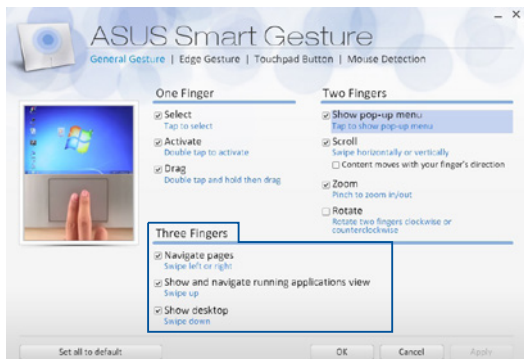 ASUS Smart Gesture
General Gesture | Edge Gesture | Touchpad Button | Mouse Detection
One Finger
Select
Tap to select
Activate
Double tap to activate
Drag
Double tap and hold then drag
Two Fingers
Show pop-up menu
Tap to show pop-up menu
Scroll
Swipe horizontally or vertically
Content moves with your finger's direction
Zoom
Pinch to zoom in/out
Rotate
Rotate two fingers clockwise or
counterclockwise
Three Fingers
Navigate pages
Swipe left or right
Show and navigate running applications view
Swipe up
Show desktop
Swipe down
Set all to default
OK
Cancel
Apply